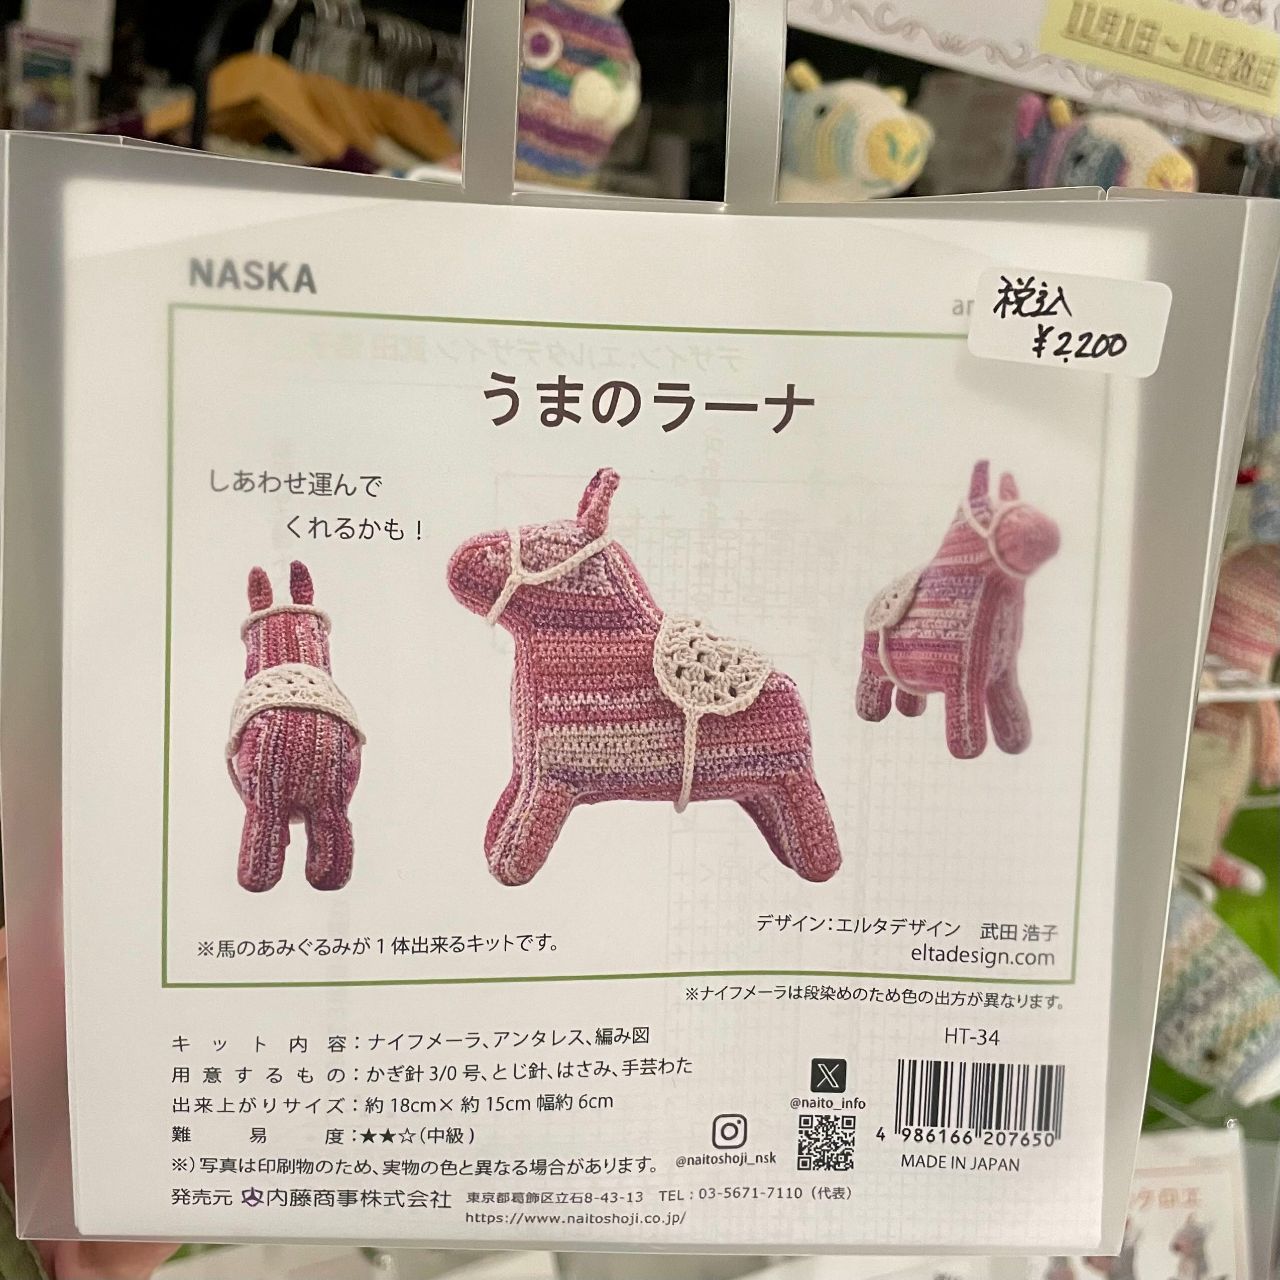 11月1日～11月26日
NASKA
税込
¥2,200
うまのラーナ
しあわせ運んで
くれるかも！
デザイン：エルタデザイン　武田 浩子
eltadesign.com
※馬のあみぐるみが1体出来るキットです。
※ナイフメーラは段染めのため色の出方が異なります。
HT-34
キット内容：ナイフメーラ、アンタレス、編み図
用意するもの：かぎ針 3/0 号、とじ針、はさみ、手芸わた
出来上がりサイズ：約 18cm× 約 15cm 幅約 6cm
難易度：★★☆（中級）
※）写真は印刷物のため、実物の色と異なる場合があります。
@naito_info
@naitoshoji_nsk
4 986166 207650
MADE IN JAPAN
発売元 内藤商事株式会社 東京都葛飾区立石8-43-13 TEL：03-5671-7110（代表）
https://www.naitoshoji.co.jp/